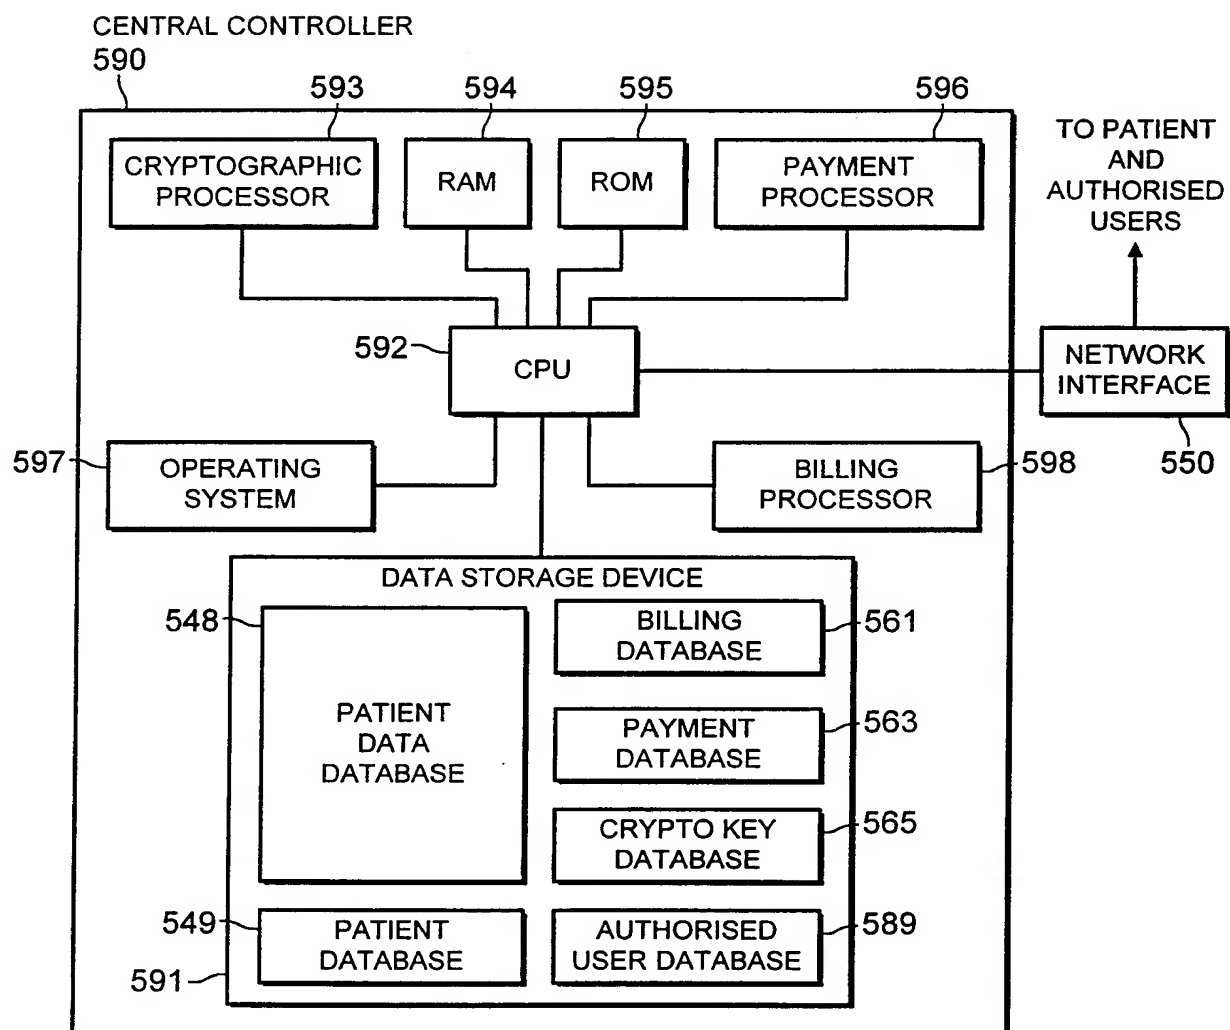 CENTRAL CONTROLLER
590
593
594
595
596
CRYPTOGRAPHIC
PROCESSOR
RAM
ROM
PAYMENT
PROCESSOR
TO PATIENT
AND
AUTHORISED
USERS
592
CPU
NETWORK
INTERFACE
550
597
OPERATING
SYSTEM
BILLING
PROCESSOR
598
DATA STORAGE DEVICE
548
PATIENT
DATA
DATABASE
BILLING
DATABASE
561
PAYMENT
DATABASE
563
CRYPTO KEY
DATABASE
565
549
PATIENT
DATABASE
AUTHORISED
USER DATABASE
589
591